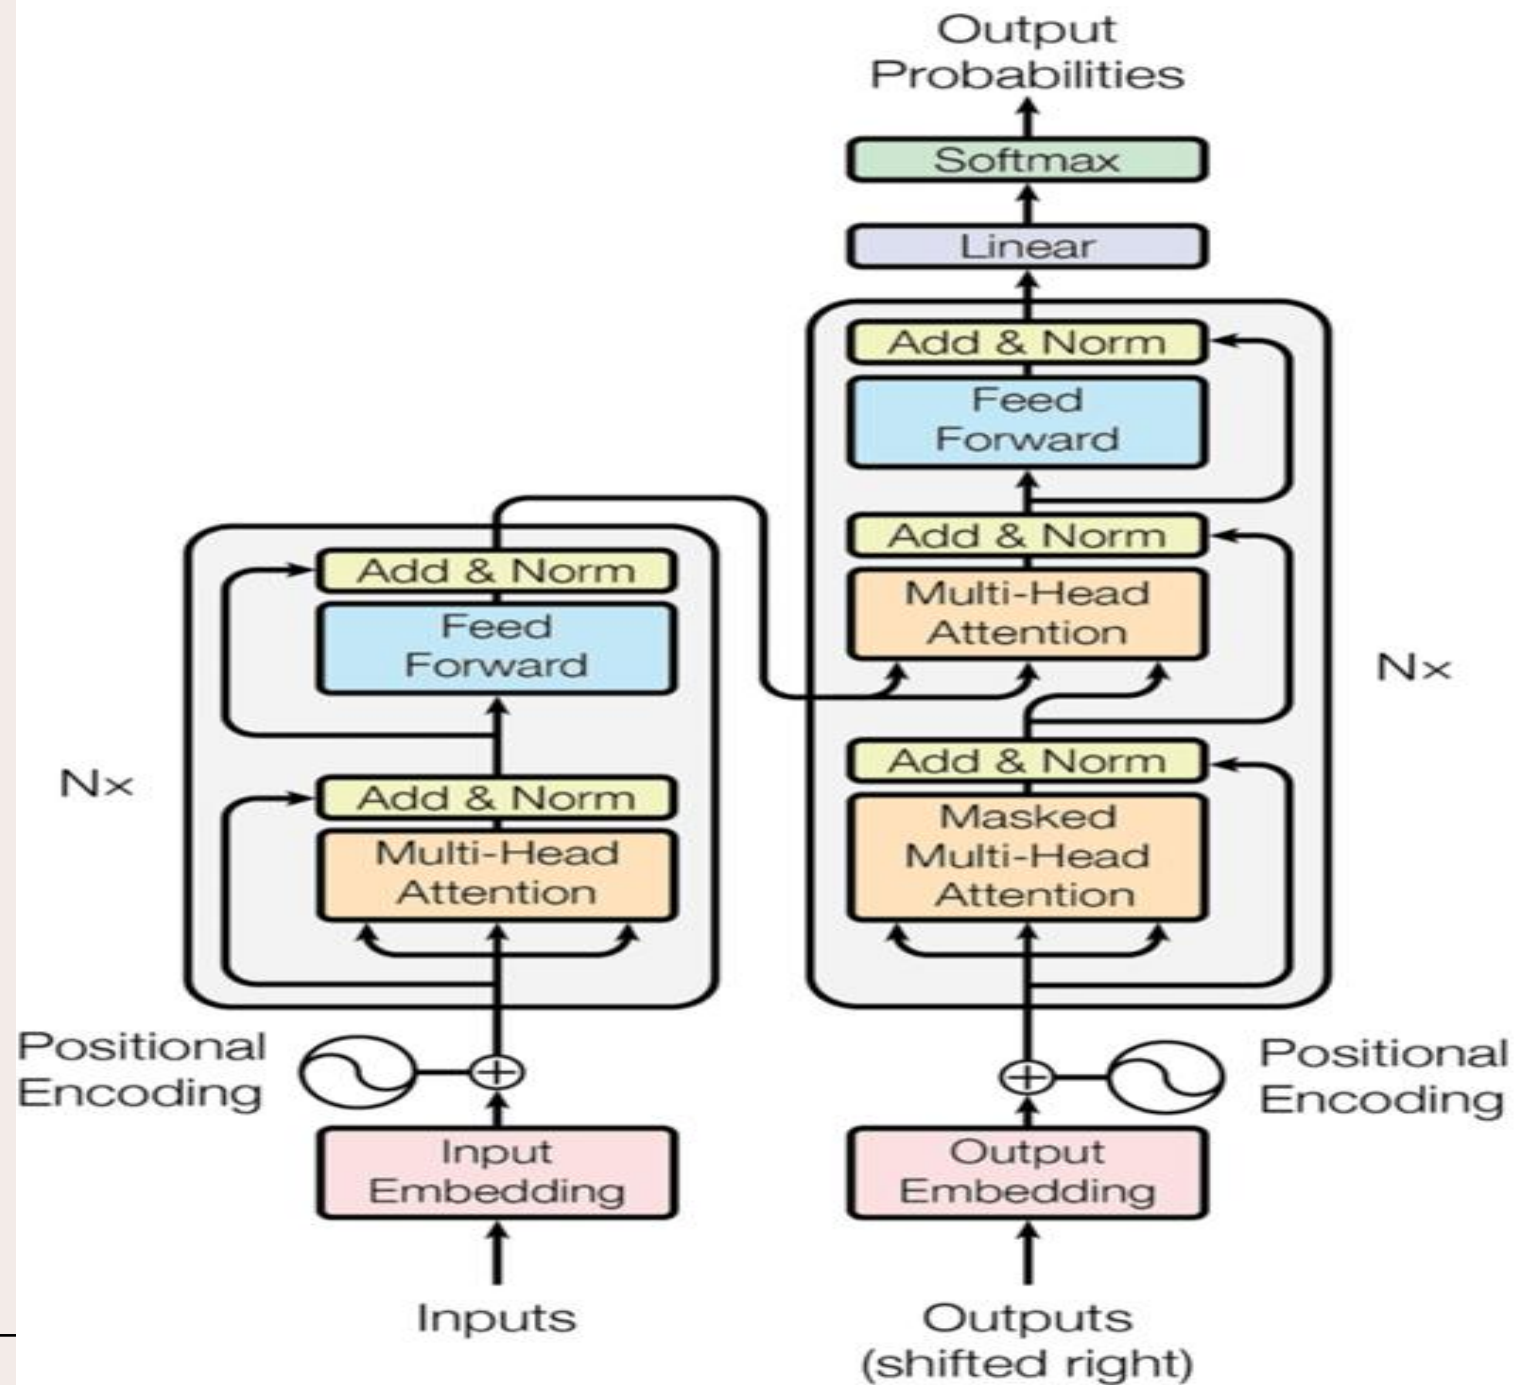 Output
Probabilities
Softmax
Linear
Add & Norm
Feed
Forward
Add & Norm
Multi-Head
Attention
Nx
Add & Norm
Masked
Multi-Head
Attention
Positional
Encoding
Output
Embedding
Outputs
(shifted right)
Add & Norm
Feed
Forward
Nx
Add & Norm
Multi-Head
Attention
Positional
Encoding
Input
Embedding
Inputs